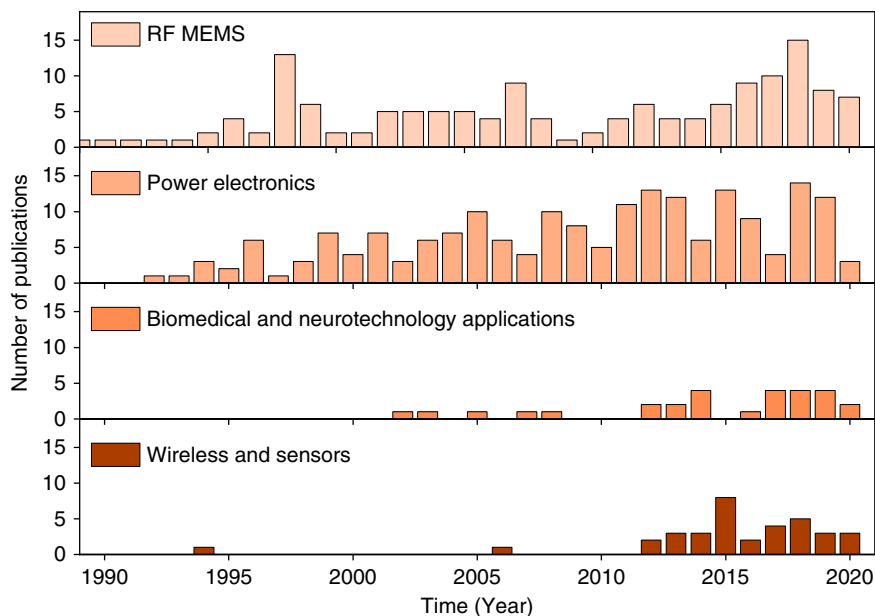 RF MEMS
15
10
5
0
Power electronics
15
10
5
0
Number of publications
Biomedical and neurotechnology applications
15
10
5
0
Wireless and sensors
15
10
5
0
1990 1995 2000 2005 2010 2015 2020
Time (Year)